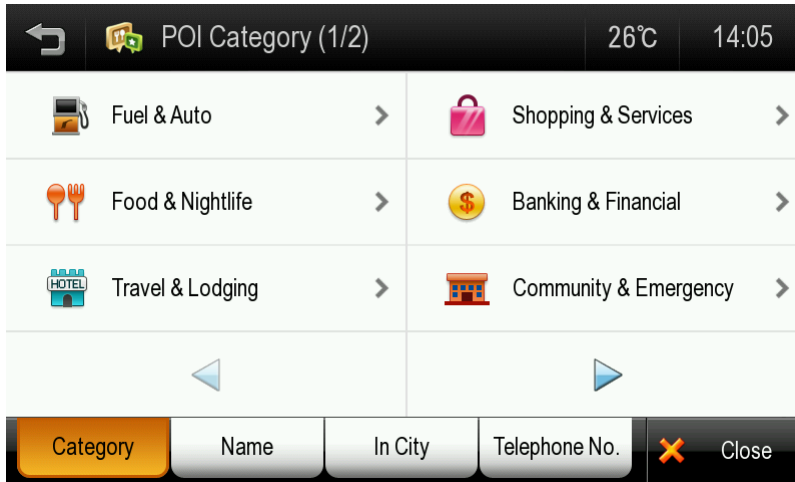 POI Category (1/2) 26℃ 14:05
Fuel & Auto
Shopping & Services
Food & Nightlife
$
Banking & Financial
HOTEL
Travel & Lodging
Community & Emergency
Category Name In City Telephone No. Close